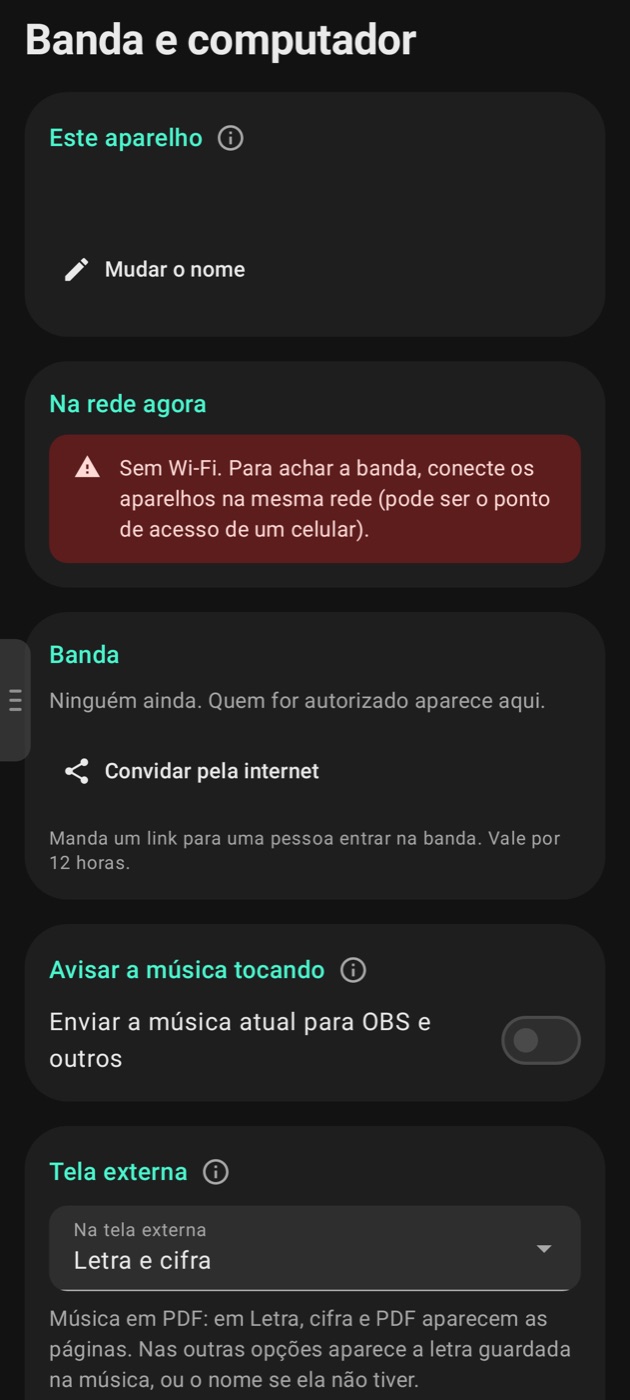 Banda e computador
Este aparelho
Mudar o nome
Na rede agora
Sem Wi-Fi. Para achar a banda, conecte os
aparelhos na mesma rede (pode ser o ponto
de acesso de um celular).
Banda
Ninguém ainda. Quem for autorizado aparece aqui.
Convidar pela internet
Manda um link para uma pessoa entrar na banda. Vale por
12 horas.
Avisar a música tocando
Enviar a música atual para OBS e
outros
Tela externa
Na tela externa
Letra e cifra
Música em PDF: em Letra, cifra e PDF aparecem as
páginas. Nas outras opções aparece a letra guardada
na música, ou o nome se ela não tiver.